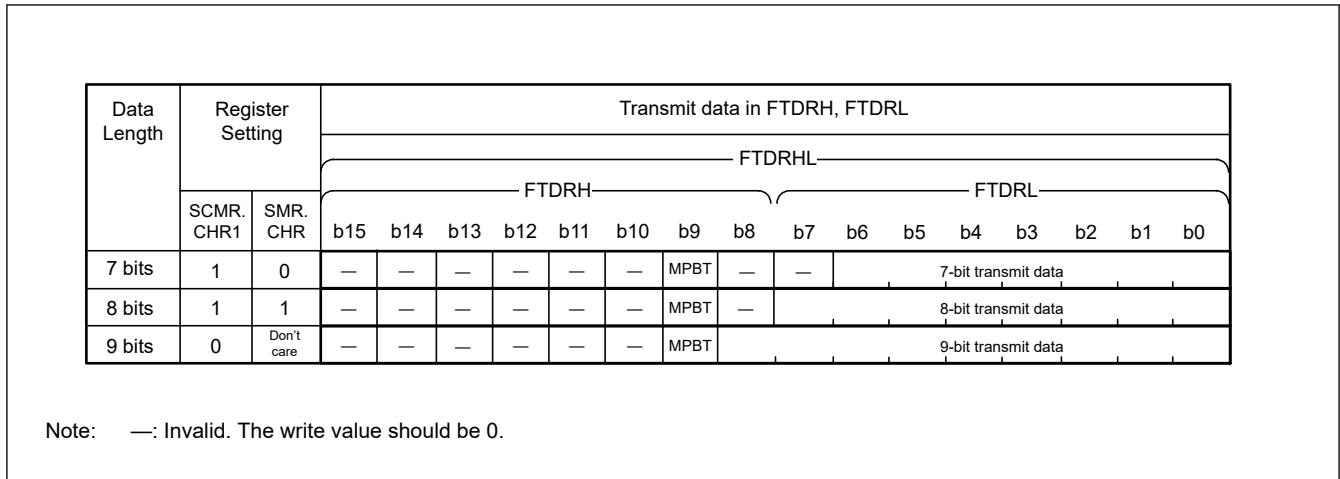 Data Length Register Setting Transmit data in FTDRH, FTDRL
FTDRHL
FTDRH FTDRL
SCMR. CHR1 SMR. CHR b15 b14 b13 b12 b11 b10 b9 b8 b7 b6 b5 b4 b3 b2 b1 b0
7 bits 1 0 — — — — — — MPBT — — 7-bit transmit data
8 bits 1 1 — — — — — — MPBT — 8-bit transmit data
9 bits 0 Don't care — — — — — — MPBT 9-bit transmit data
Note: —: Invalid. The write value should be 0.